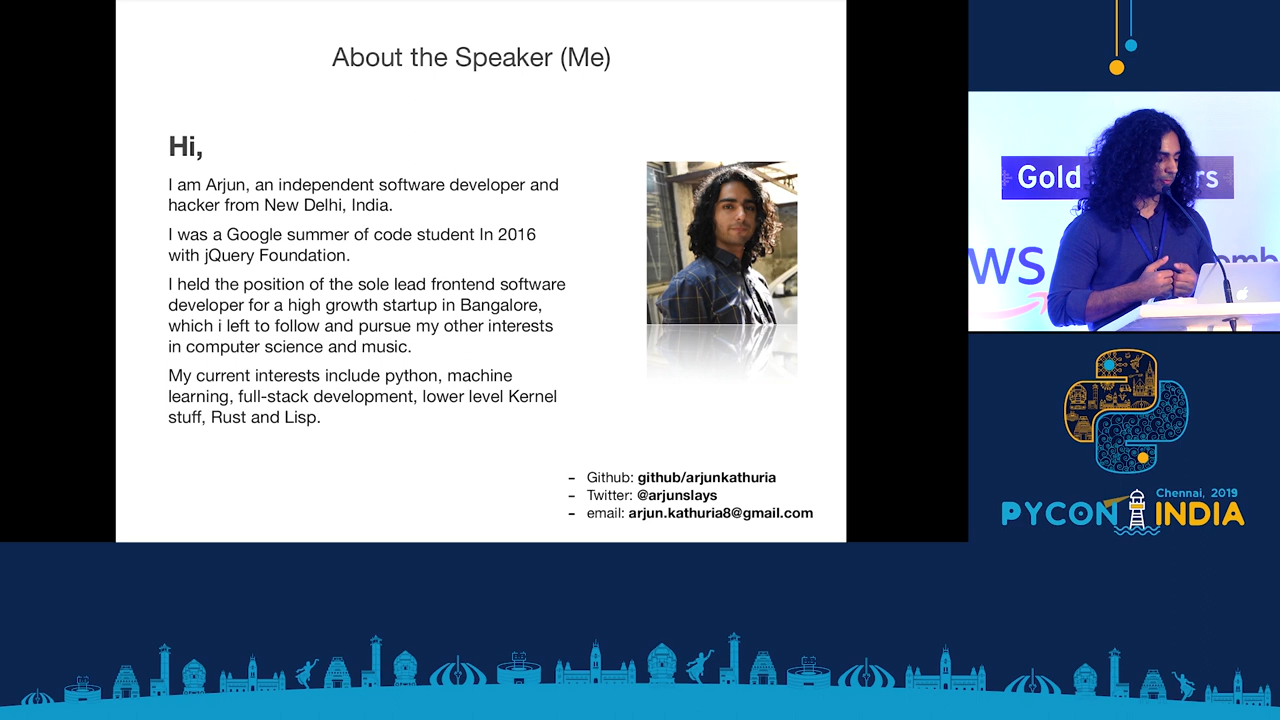 About the Speaker (Me)
Hi,
I am Arjun, an independent software developer and
hacker from New Delhi, India.
I was a Google summer of code student In 2016
with jQuery Foundation.
I held the position of the sole lead frontend software
developer for a high growth startup in Bangalore,
which i left to follow and pursue my other interests
in computer science and music.
My current interests include python, machine
learning, full-stack development, lower level Kernel
stuff, Rust and Lisp.
- Github: github/arjunkathuria
- Twitter: @arjunslays
- email: arjun.kathuria8@gmail.com
Gold
Chennai, 2019
PYCON INDIA